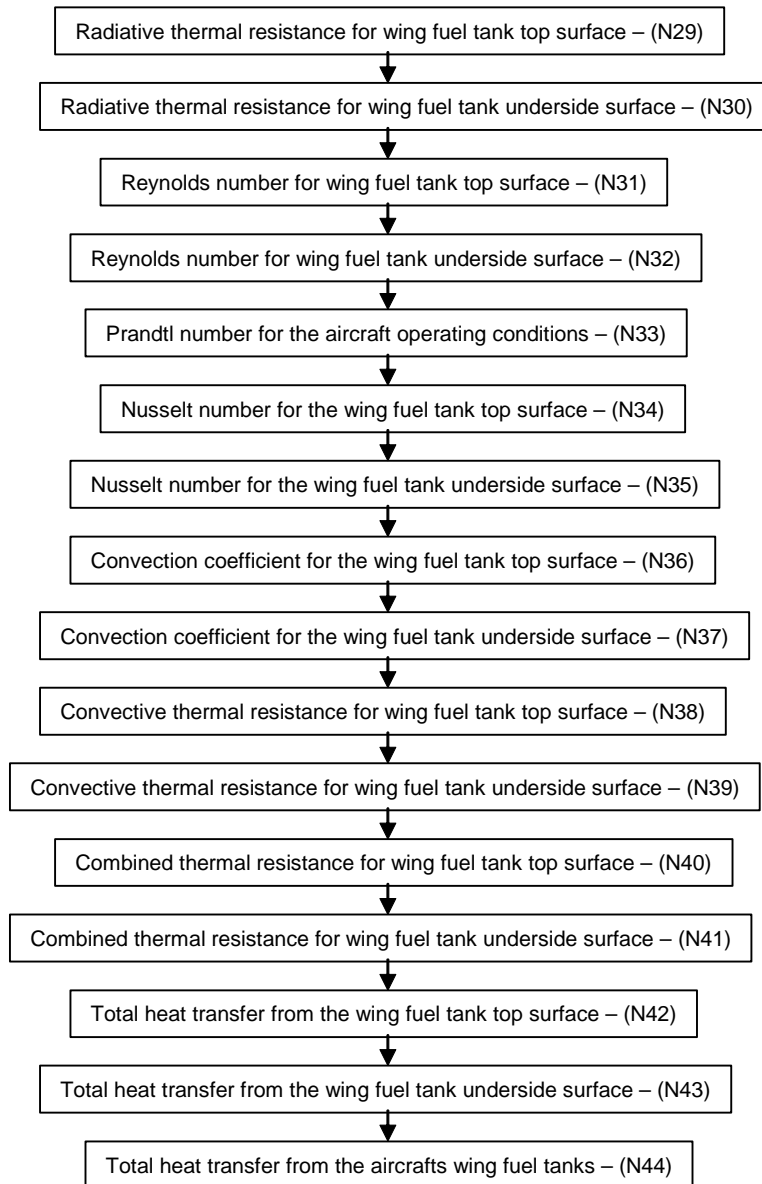 Radiative thermal resistance for wing fuel tank top surface – (N29)
Radiative thermal resistance for wing fuel tank underside surface – (N30)
Reynolds number for wing fuel tank top surface – (N31)
Reynolds number for wing fuel tank underside surface – (N32)
Prandtl number for the aircraft operating conditions – (N33)
Nusselt number for the wing fuel tank top surface – (N34)
Nusselt number for the wing fuel tank underside surface – (N35)
Convection coefficient for the wing fuel tank top surface – (N36)
Convection coefficient for the wing fuel tank underside surface – (N37)
Convective thermal resistance for wing fuel tank top surface – (N38)
Convective thermal resistance for wing fuel tank underside surface – (N39)
Combined thermal resistance for wing fuel tank top surface – (N40)
Combined thermal resistance for wing fuel tank underside surface – (N41)
Total heat transfer from the wing fuel tank top surface – (N42)
Total heat transfer from the wing fuel tank underside surface – (N43)
Total heat transfer from the aircrafts wing fuel tanks – (N44)